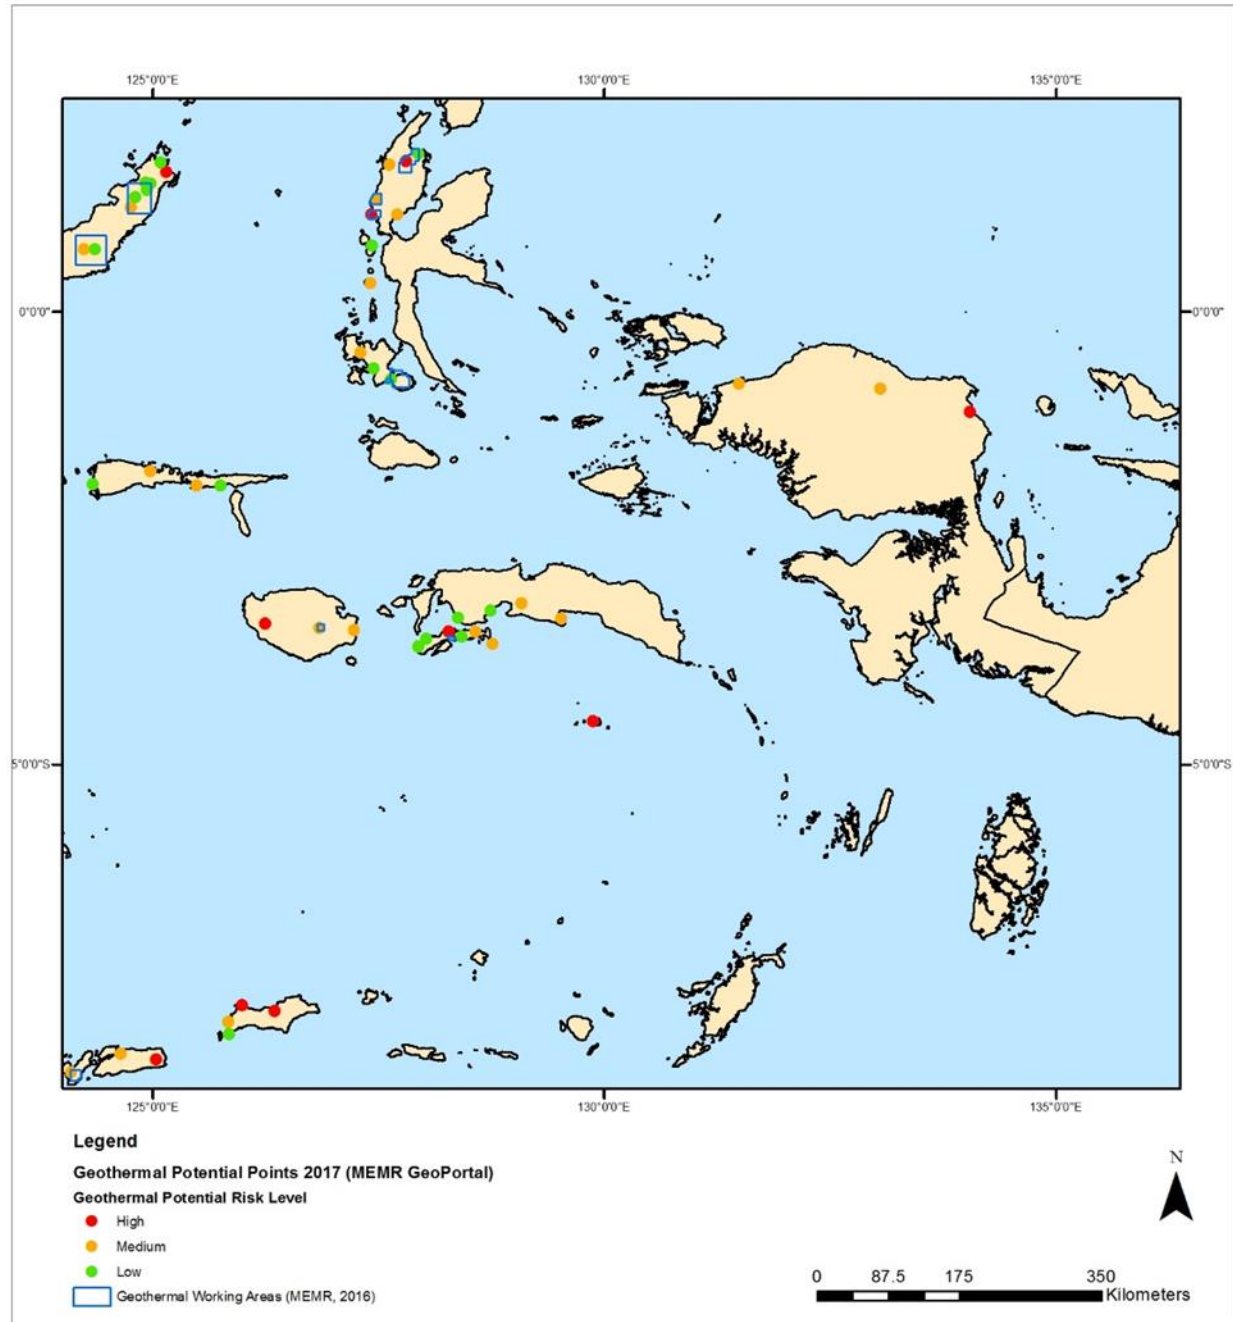 125°0'0"E 130°0'0"E 135°0'0"E
0°0'0" 0°0'0"
5°0'0"S 5°0'0"S
125°0'0"E 130°0'0"E 135°0'0"E
Legend
Geothermal Potential Points 2017 (MEMR GeoPortal)
Geothermal Potential Risk Level
High
Medium
Low
Geothermal Working Areas (MEMR, 2016)
N
0 87.5 175 350
Kilometers